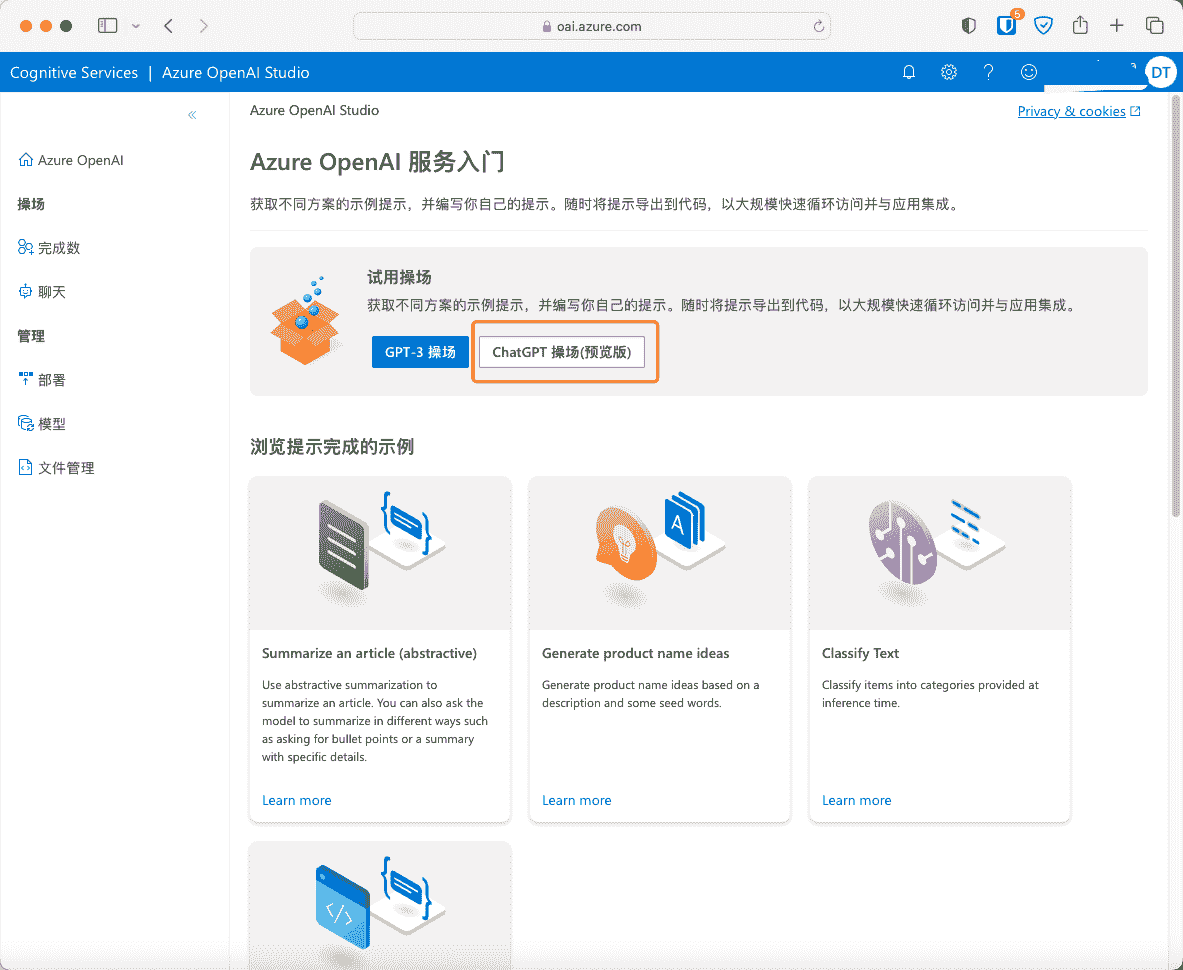 oai.azure.com
5
Cognitive Services | Azure OpenAI Studio
DT
Azure OpenAI Studio
Privacy & cookies
Azure OpenAI
操场
完成数
聊天
管理
部署
模型
文件管理
Azure OpenAI 服务入门
获取不同方案的示例提示，并编写你自己的提示。随时将提示导出到代码，以大规模快速循环访问并与应用集成。
试用操场
获取不同方案的示例提示，并编写你自己的提示。随时将提示导出到代码，以大规模快速循环访问并与应用集成。
GPT-3 操场
ChatGPT 操场(预览版)
浏览提示完成的示例
A
Summarize an article (abstractive)
Use abstractive summarization to
summarize an article. You can also ask the
model to summarize in different ways such
as asking for bullet points or a summary
with specific details.
Learn more
Generate product name ideas
Generate product name ideas based on a
description and some seed words.
Learn more
Classify Text
Classify items into categories provided at
inference time.
Learn more